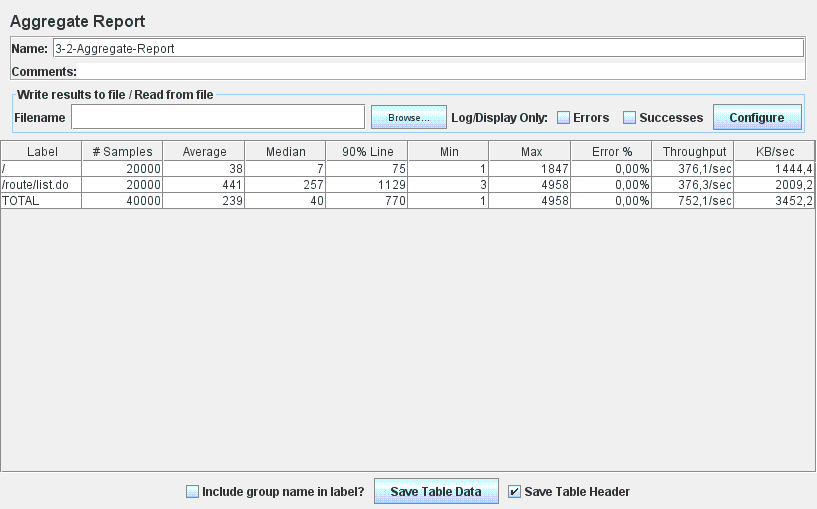 Aggregate Report
Name: 3-2-Aggregate-Report
Comments:
Write results to file / Read from file
Filename Browse... Log/Display Only: Errors Successes Configure
Label # Samples Average Median 90% Line Min Max Error % Throughput KB/sec
/ 20000 38 7 75 1 1847 0,00% 376,1/sec 1444,4
/route/list.do 20000 441 257 1129 3 4958 0,00% 376,3/sec 2009,2
TOTAL 40000 239 40 770 1 4958 0,00% 752,1/sec 3452,2
Include group name in label? Save Table Data Save Table Header